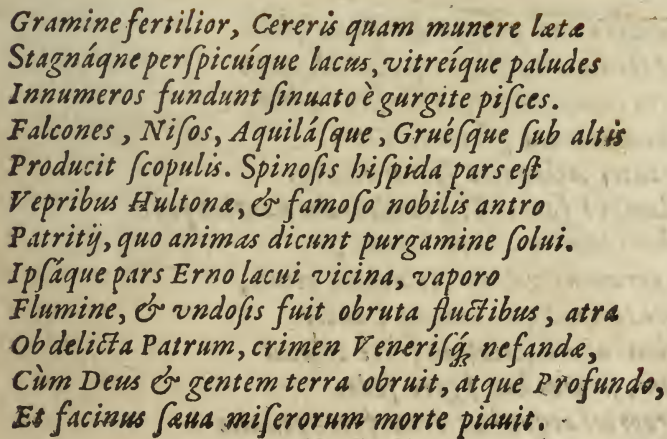 Gramine fertilior, Cereris quam munere lætæ
Stagnáqne perſpicuíque lacus, vitreíque paludes
Innumeros fundunt ſinuato è gurgite piſces.
Falcones, Niſos, Aquiláſque, Gruéſque ſub altis
Producit ſcopulis. Spinoſis hiſpida pars eſt
Vepribus Hultonæ, & famoſo nobilis antro
Patritij, quo animas dicunt purgamine ſolui.
Ipſáque pars Erno lacui vicina, vaporo
Flumine, & vndoſis fuit obruta fluctibus, atra
Ob delicta Patrum, crimen Veneriſq́; nefandæ,
Cùm Deus & gentem terra obruit, atque Profundo,
Et facinus ſæua miſerorum morte piauit.